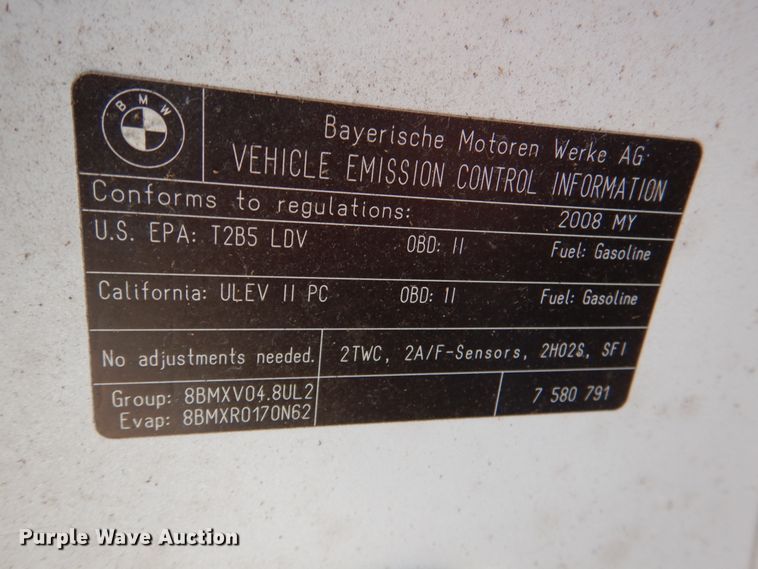 BMW
Bayerische Motoren Werke AG
VEHICLE EMISSION CONTROL INFORMATION
Conforms to regulations: 2008 MY
U.S. EPA: T2B5 LDV OBD: II Fuel: Gasoline
California: ULEV II PC OBD: II Fuel: Gasoline
No adjustments needed. 2TWC, 2A/F-Sensors, 2HO2S, SFI
Group: 8BMXV04.8UL2
Evap: 8BMXR0170N62
7 580 791
Purple Wave Auction